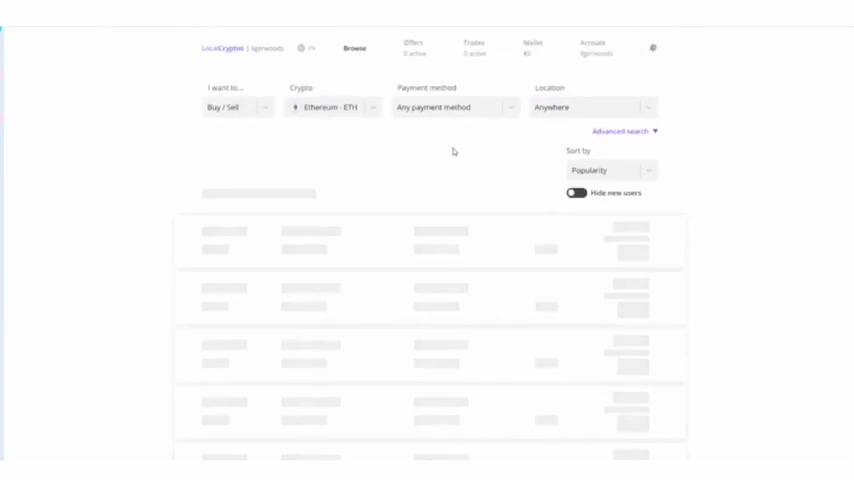 LocalCryptos | tigerwoods EN Browse Offers Trades Wallet Account
0 active 0 active €0 tigerwoods
I want to... Crypto Payment method Location
Buy / Sell Ethereum - ETH Any payment method Anywhere
Advanced search
Sort by
Popularity
Hide new users